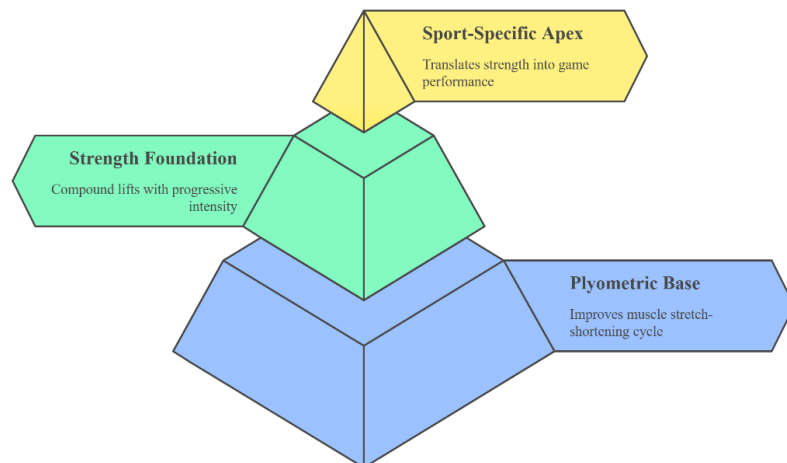 Sport-Specific Apex
Translates strength into game
performance
Strength Foundation
Compound lifts with progressive
intensity
Plyometric Base
Improves muscle stretch-
shortening cycle